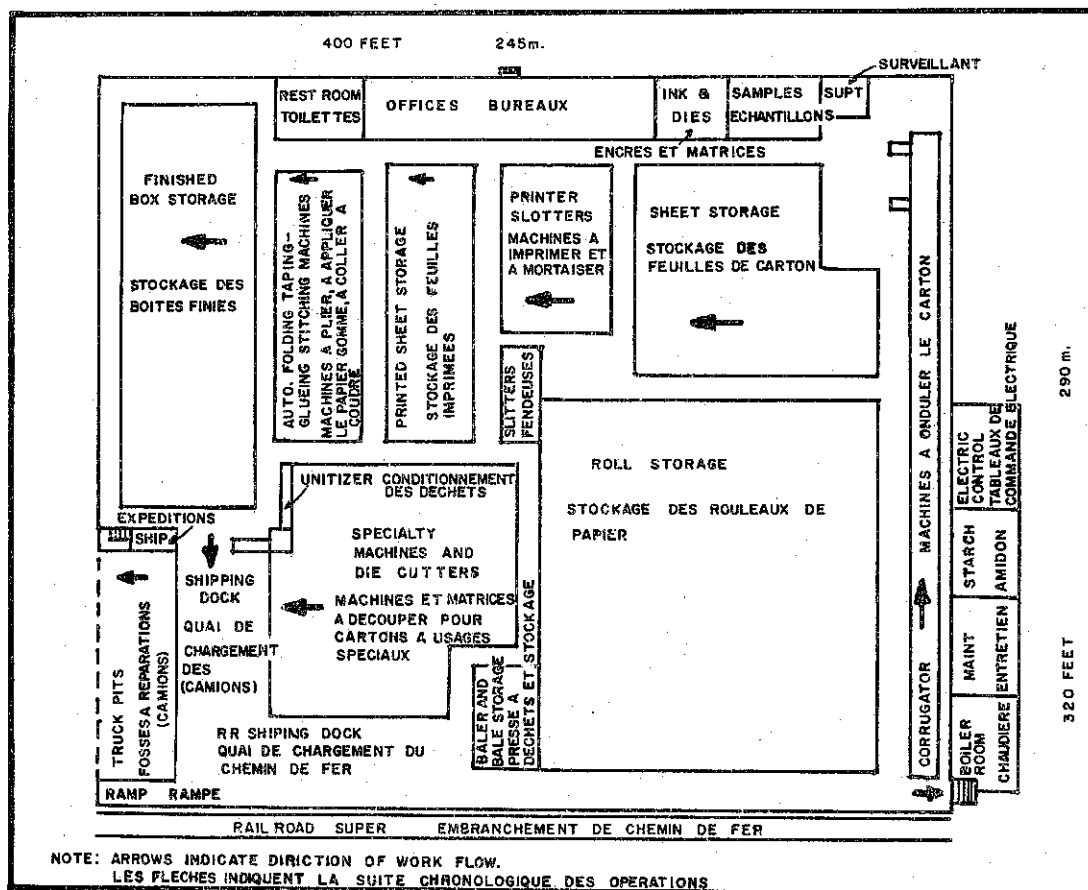 400 FEET 245m.
SURVEILLANT
REST ROOM
TOILETTES
OFFICES BUREAUX
INK &
DIES
SAMPLES
ECHANTILLONS
SUPT
ENCRES ET MATRICES
FINISHED
BOX STORAGE
STOCKAGE DES
BOITES FINIES
AUTO. FOLDING TAPING-
GLUEING STITCHING MACHINES
MACHINES A PLIER, A APPLIQUER
LE PAPIER GOMME, A COLLER A
COUDRE
PRINTED SHEET STORAGE
STOCKAGE DES FEUILLES
IMPRIMEES
PRINTER
SLOTTERS
MACHINES A
IMPRIMER ET
A MORTAISER
SHEET STORAGE
STOCKAGE DES
FEUILLES DE CARTON
SLITTERS
FENDEUSES
ROLL STORAGE
STOCKAGE DES ROULEAUX DE
PAPIER
CORRUGATOR MACHINES A ONDULER LE CARTON
ELECTRIC
CONTROL
TABLEAUX DE
COMMANDE ELECTRIQUE
290 m.
STARCH
AMIDON
MAINT
ENTRETIEN
BOILER
ROOM
CHAUDIERE
320 FEET
UNITIZER CONDITIONNEMENT
DES DECHETS
EXPEDITIONS
SHIP
SPECIALTY
MACHINES AND
DIE CUTTERS
MACHINES ET MATRICES
A DECOUPER POUR
CARTONS A USAGES
SPECIAUX
SHIPPING
DOCK
QUAI DE
CHARGEMENT
DES
(CAMIONS)
TRUCK PITS
FOSSES A REPARATIONS
(CAMIONS)
BALER AND
BALE STORAGE
PRESSE A
DECHETS ET STOCKAGE
RR SHIPING DOCK
QUAI DE CHARGEMENT DU
CHEMIN DE FER
RAMP RAMPE
RAIL ROAD SUPER EMBRANCHEMENT DE CHEMIN DE FER
NOTE: ARROWS INDICATE DIRICTION OF WORK FLOW.
LES FLECHES INDIQUENT LA SUITE CHRONOLOGIQUE DES OPERATIONS